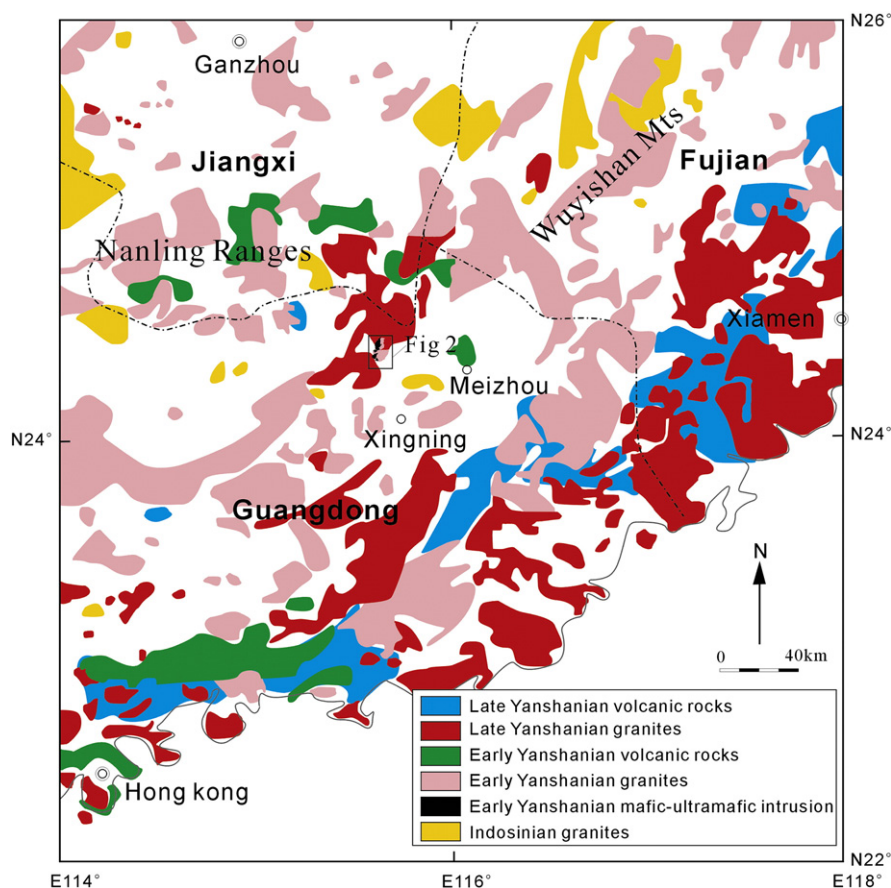 N26°
Ganzhou
Jiangxi
Wuyishan Mts
Fujian
Nanling Ranges
Xiamen
Fig 2
Meizhou
N24°
Xingning
N24°
Guangdong
N
0 40km
Late Yanshanian volcanic rocks
Late Yanshanian granites
Early Yanshanian volcanic rocks
Early Yanshanian granites
Early Yanshanian mafic-ultramafic intrusion
Indosinian granites
Hong kong
N22°
E114°
E116°
E118°